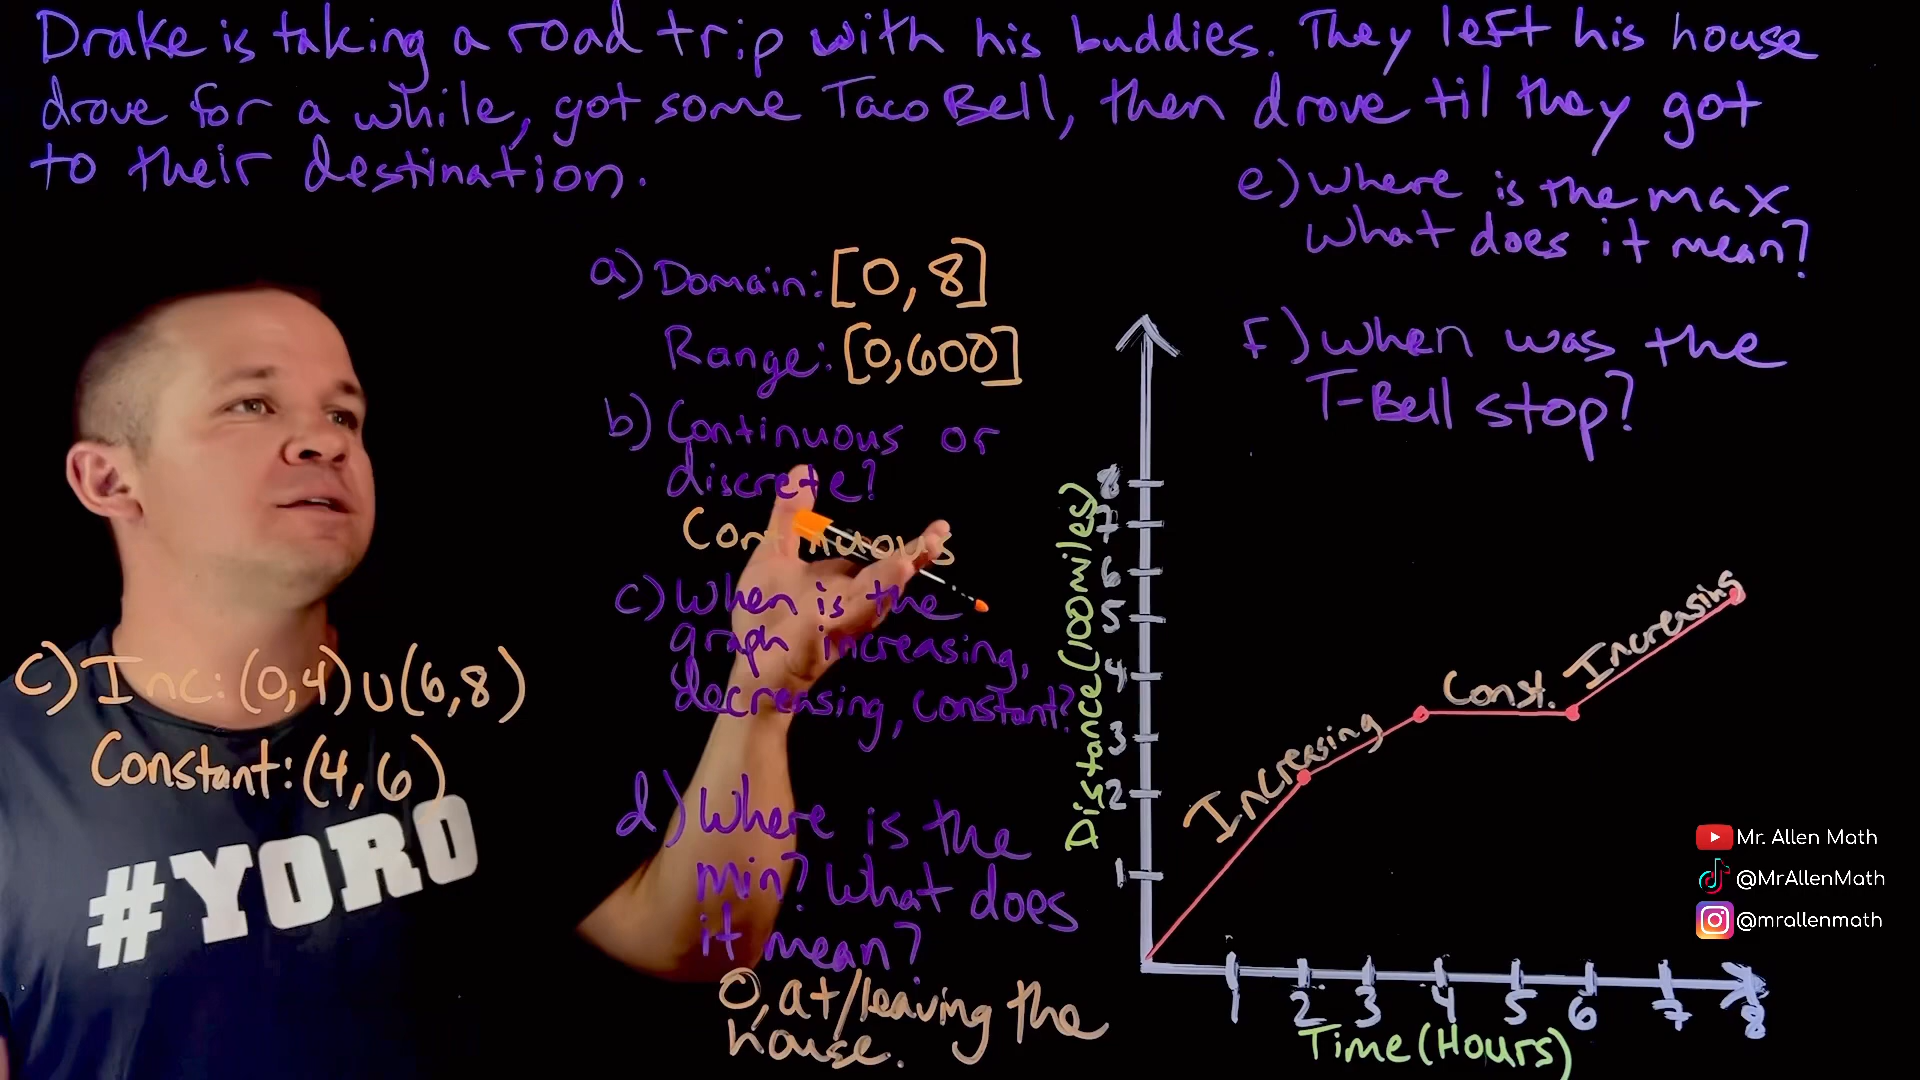 Drake is taking a road trip with his buddies. They left his house
drove for a while, got some Taco Bell, then drove til they got
to their destination.
a) Domain: [0, 8]
Range: [0,600]
b) Continuous or
discrete?
Continuous
c) When is the
graph increasing,
decreasing, constant?
d) Where is the
min? What does
it mean?
0, at/leaving the
house.
c) Inc: (0,4) ∪ (6,8)
Constant: (4,6)
#YORO
e) Where is the max
What does it mean?
f) When was the
T-Bell stop?
Distance (100 miles)
8
7
6
5
4
3
2
1
Increasing
Const.
Increasing
1 2 3 4 5 6 7 8
Time (Hours)
Mr. Allen Math
@MrAllenMath
@mrallenmath